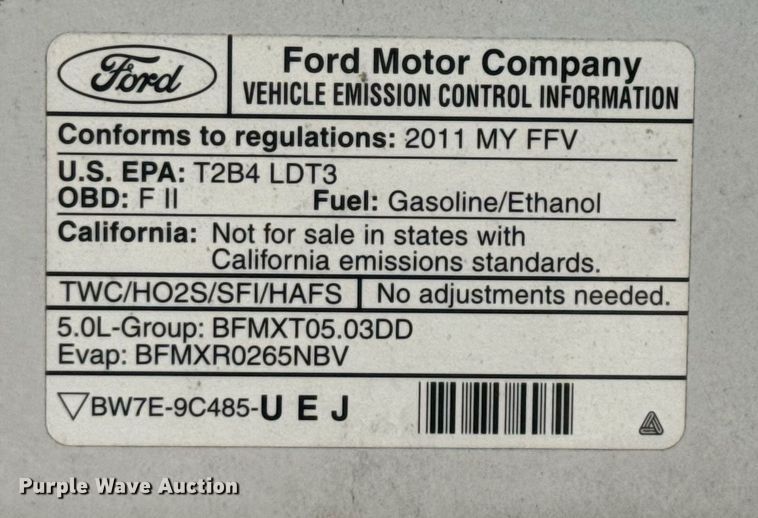 Ford
Ford Motor Company
VEHICLE EMISSION CONTROL INFORMATION
Conforms to regulations: 2011 MY FFV
U.S. EPA: T2B4 LDT3
OBD: F II Fuel: Gasoline/Ethanol
California: Not for sale in states with
California emissions standards.
TWC/HO2S/SFI/HAFS No adjustments needed.
5.0L-Group: BFMXT05.03DD
Evap: BFMXR0265NBV
▽BW7E-9C485-U E J
Purple Wave Auction